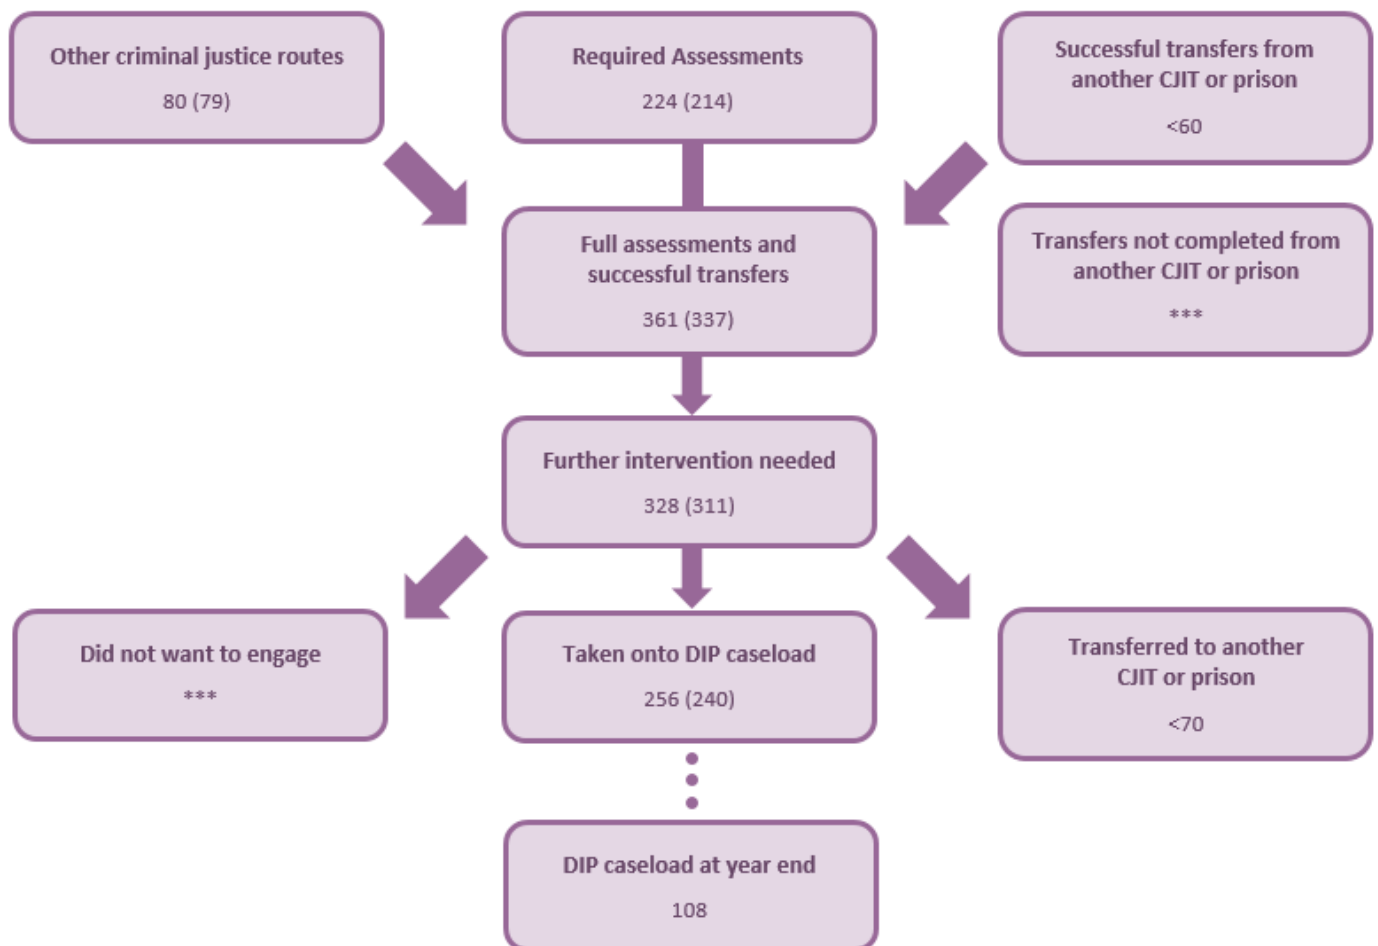 Other criminal justice routes
80 (79)
Required Assessments
224 (214)
Successful transfers from
another CJIT or prison
<60
Full assessments and
successful transfers
361 (337)
Transfers not completed from
another CJIT or prison
***
Further intervention needed
328 (311)
Did not want to engage
***
Taken onto DIP caseload
256 (240)
Transferred to another
CJIT or prison
<70
DIP caseload at year end
108